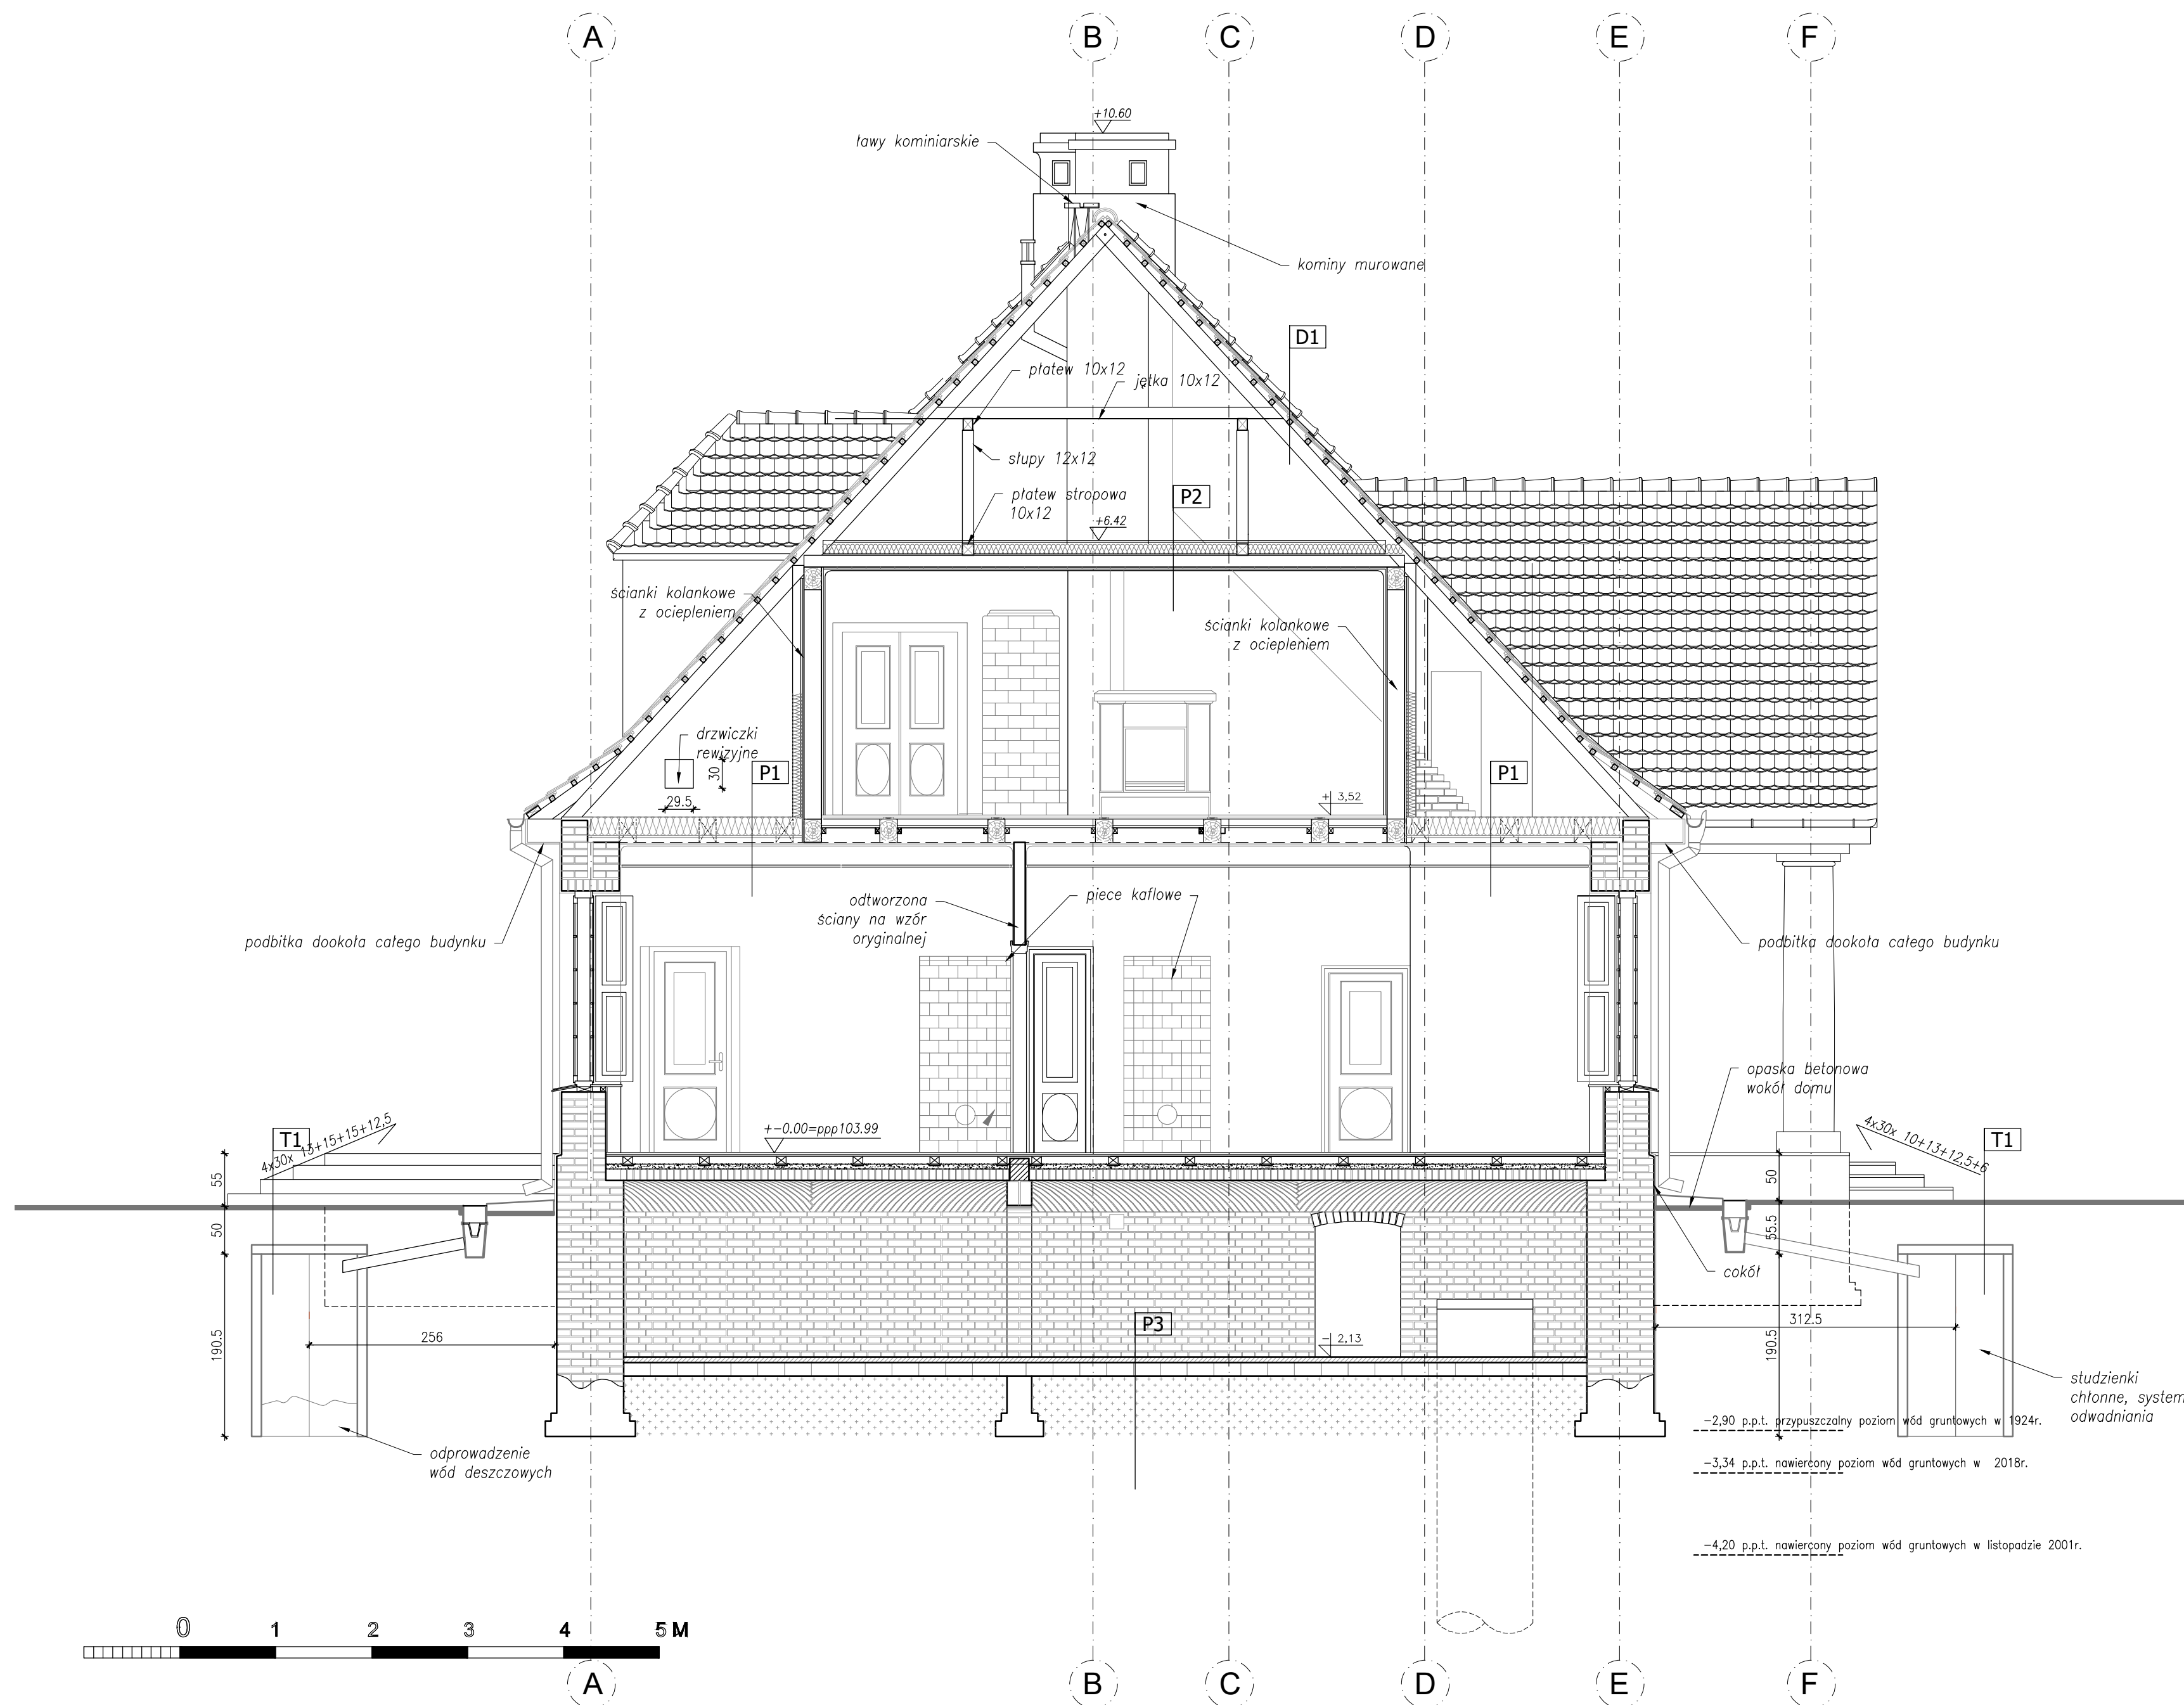 A B C D E F
+10.60
ławy kominiarskie
kominy murowane
D1
płatew 10x12
jętka 10x12
słupy 12x12
płatew stropowa
10x12
P2
+6.42
ścianki kolankowe
z ociepleniem
ścianki kolankowe
z ociepleniem
drzwiczki
rewizyjne
30
29.5
P1
P1
+ 3,52
odtworzona
ściany na wzór
oryginalnej
piece kaflowe
podbitka dookoła całego budynku
podbitka dookoła całego budynku
opaska betonowa
wokół domu
+-0.00=ppp103.99
T1
4x30x 13+15+15+12,5
4x30x 10+13+12,5+6
T1
55
50
190.5
256
50
55.5
190.5
312.5
cokół
P3
- 2,13
studzienki
chłonne, system
odwadniania
odprowadzenie
wód deszczowych
-2,90 p.p.t. przypuszczalny poziom wód gruntowych w 1924r.
-3,34 p.p.t. nawiercony poziom wód gruntowych w 2018r.
-4,20 p.p.t. nawiercony poziom wód gruntowych w listopadzie 2001r.
0 1 2 3 4 5 M
A B C D E F